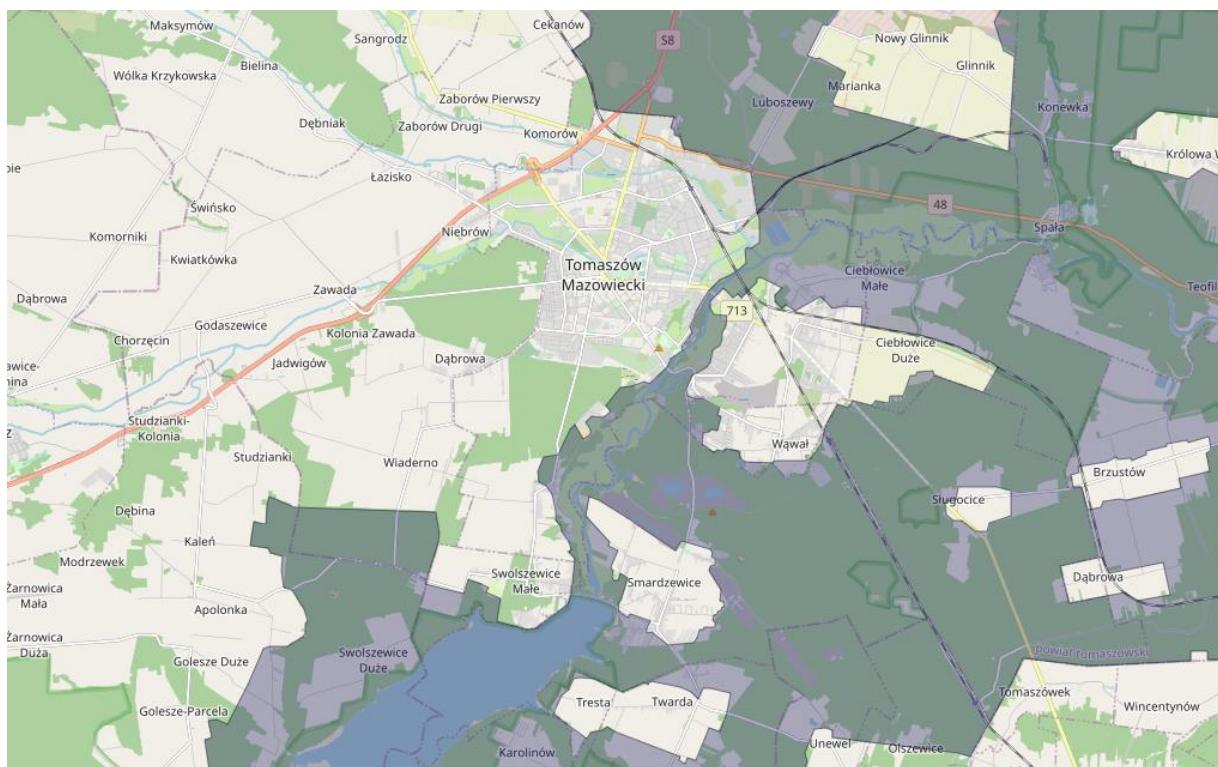 Cekanów
Maksymów
Sangrodz
S8
Nowy Glinnik
Bielina
Glinnik
Wólka Krzykowska
Marianka
Zaborów Pierwszy
Luboszewy
Konewka
Dębniak
Zaborów Drugi
Komorów
Królowa W
pie
Łazisko
Świńsko
48
Spała
Komorniki
Niebrów
Kwiatkówka
Tomaszów
Mazowiecki
Ciebłowice
Małe
Teofil
Dąbrowa
Zawada
713
Godaszewice
Kolonia Zawada
Chorzęcin
Ciebłowice
Duże
Jadwigów
Dąbrowa
awice-
nina
Studzianki-
Kolonia
z
Wąwał
Studzianki
Wiaderno
Brzustów
Sługocice
Dębina
Kaleń
Modrzewek
Swolszewice
Małe
Smardzewice
Dąbrowa
Żarnowica
Mała
Apolonka
Żarnowica
Duża
Swolszewice
Duże
powiat tomaszowski
Golesze Duże
Tomaszówek
Tresta
Twarda
Wincentynów
Golesze-Parcela
Karolinów
Unewel
Olszewice